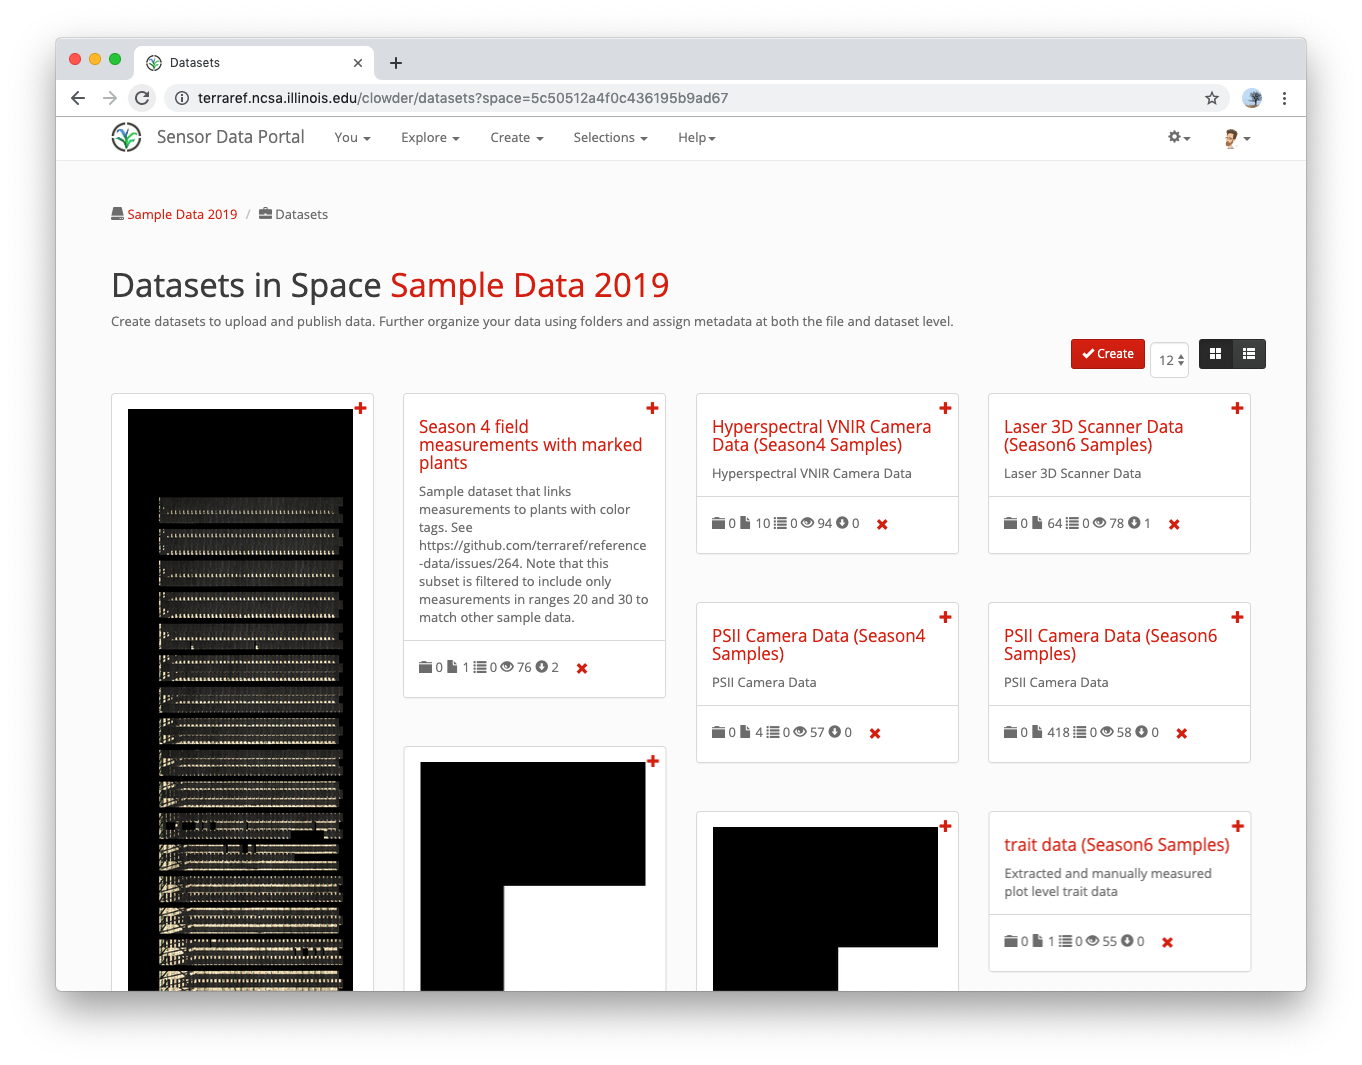 Datasets
terraref.ncsa.illinois.edu/clowder/datasets?space=5c50512a4f0c436195b9ad67
Sensor Data Portal You Explore Create Selections Help
Sample Data 2019 / Datasets
Datasets in Space Sample Data 2019
Create datasets to upload and publish data. Further organize your data using folders and assign metadata at both the file and dataset level.
Create 12
Season 4 field
measurements with marked
plants
Sample dataset that links
measurements to plants with color
tags. See
https://github.com/terraref/reference
-data/issues/264. Note that this
subset is filtered to include only
measurements in ranges 20 and 30 to
match other sample data.
0 1 0 76 2
Hyperspectral VNIR Camera
Data (Season4 Samples)
Hyperspectral VNIR Camera Data
0 10 0 94 0
Laser 3D Scanner Data
(Season6 Samples)
Laser 3D Scanner Data
0 64 0 78 1
PSII Camera Data (Season4
Samples)
PSII Camera Data
0 4 0 57 0
PSII Camera Data (Season6
Samples)
PSII Camera Data
0 418 0 58 0
trait data (Season6 Samples)
Extracted and manually measured
plot level trait data
0 1 0 55 0